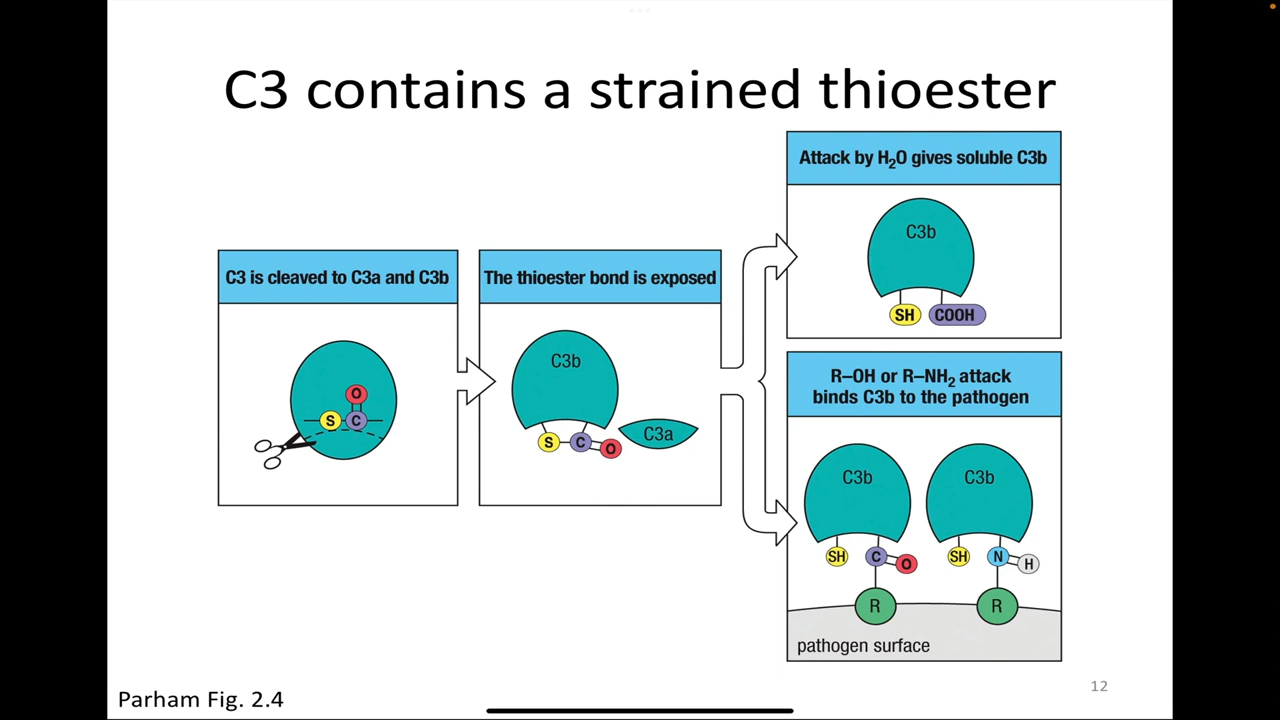 C3 contains a strained thioester
C3 is cleaved to C3a and C3b
O
S C
The thioester bond is exposed
C3b
S C O
C3a
Attack by H₂O gives soluble C3b
C3b
SH COOH
R–OH or R–NH₂ attack
binds C3b to the pathogen
C3b C3b
SH C O SH N H
R R
pathogen surface
Parham Fig. 2.4
12